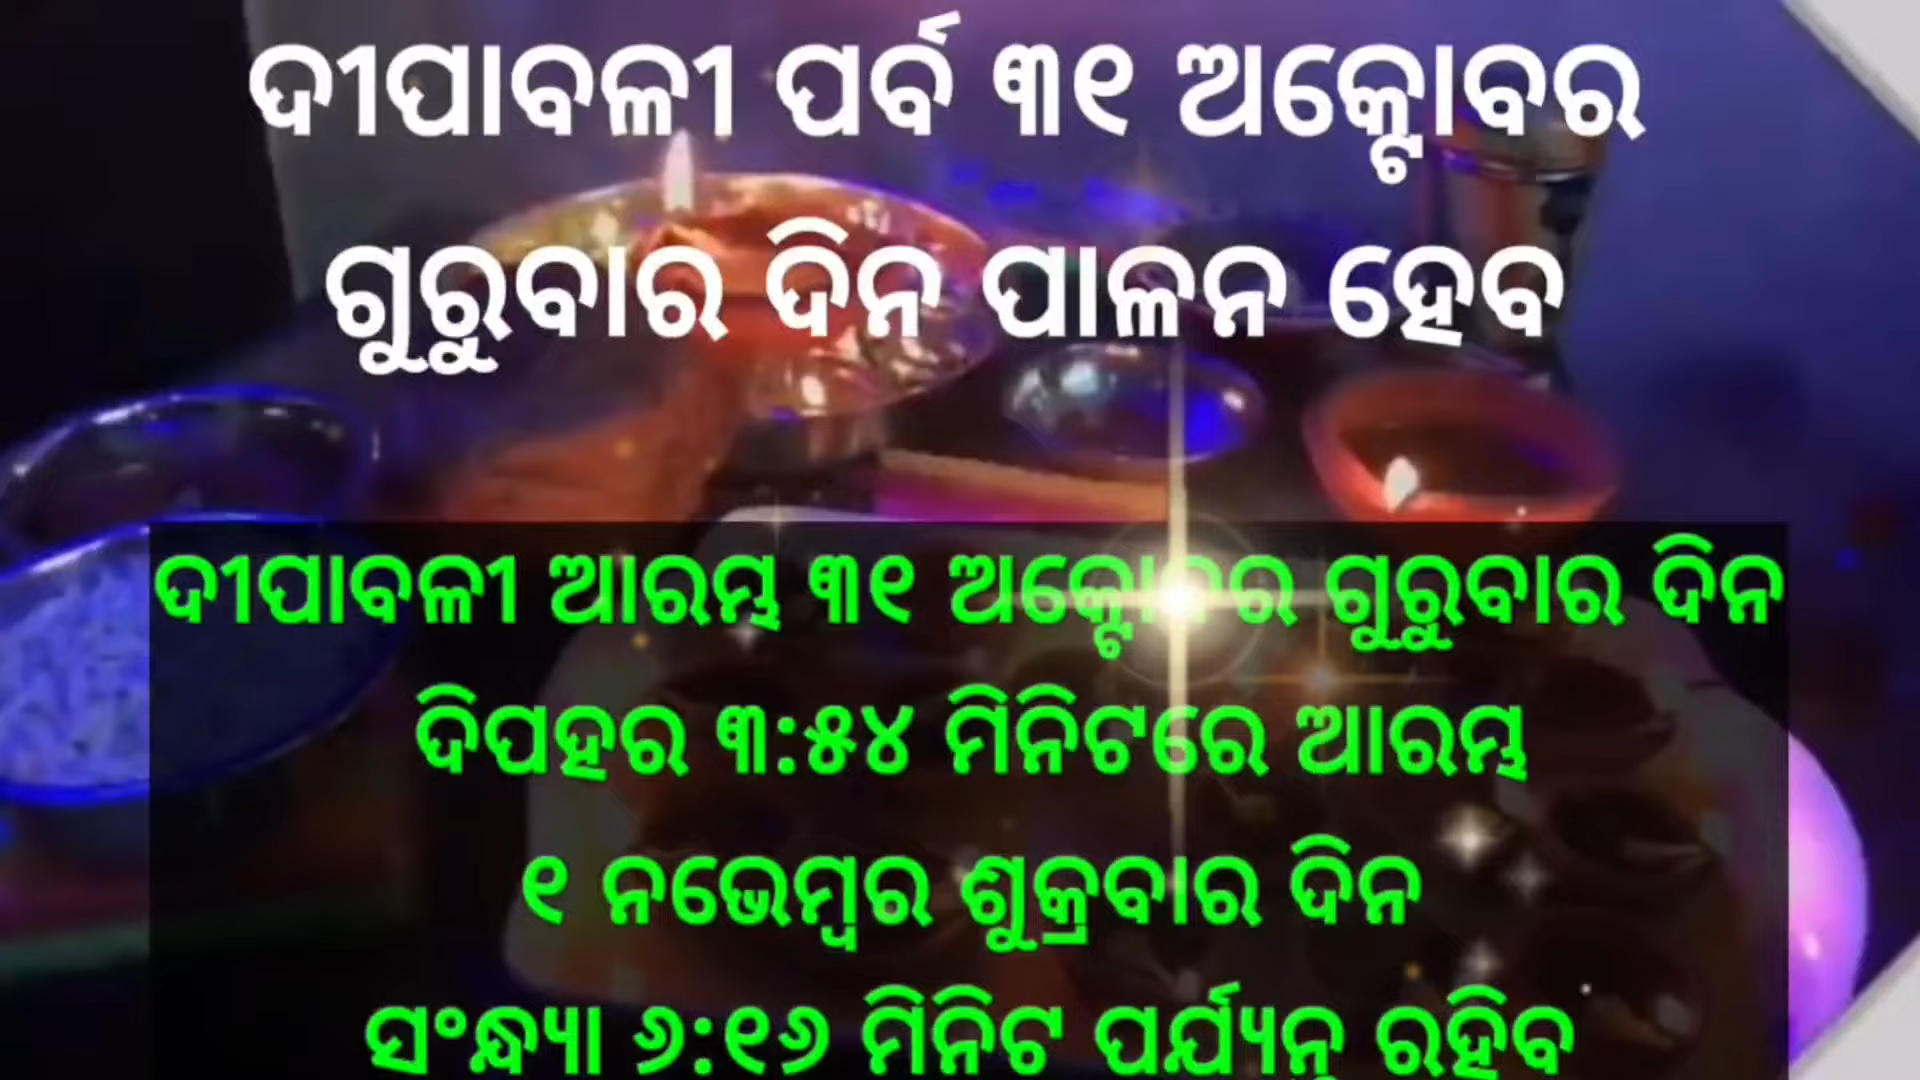 ଦୀପାବଳୀ ପର୍ବ ୩୧ ଅକ୍ଟୋବର
ଗୁରୁବାର ଦିନ ପାଳନ ହେବ
ଦୀପାବଳୀ ଆରମ୍ଭ ୩୧ ଅକ୍ଟୋବର ଗୁରୁବାର ଦିନ
ଦିପହର ୩:୫୪ ମିନିଟରେ ଆରମ୍ଭ
୧ ନଭେମ୍ବର ଶୁକ୍ରବାର ଦିନ
ସଂନ୍ଧ୍ୟା ୬:୧୬ ମିନିଟ ପର୍ଯ୍ୟନ୍ତ ରହିବ